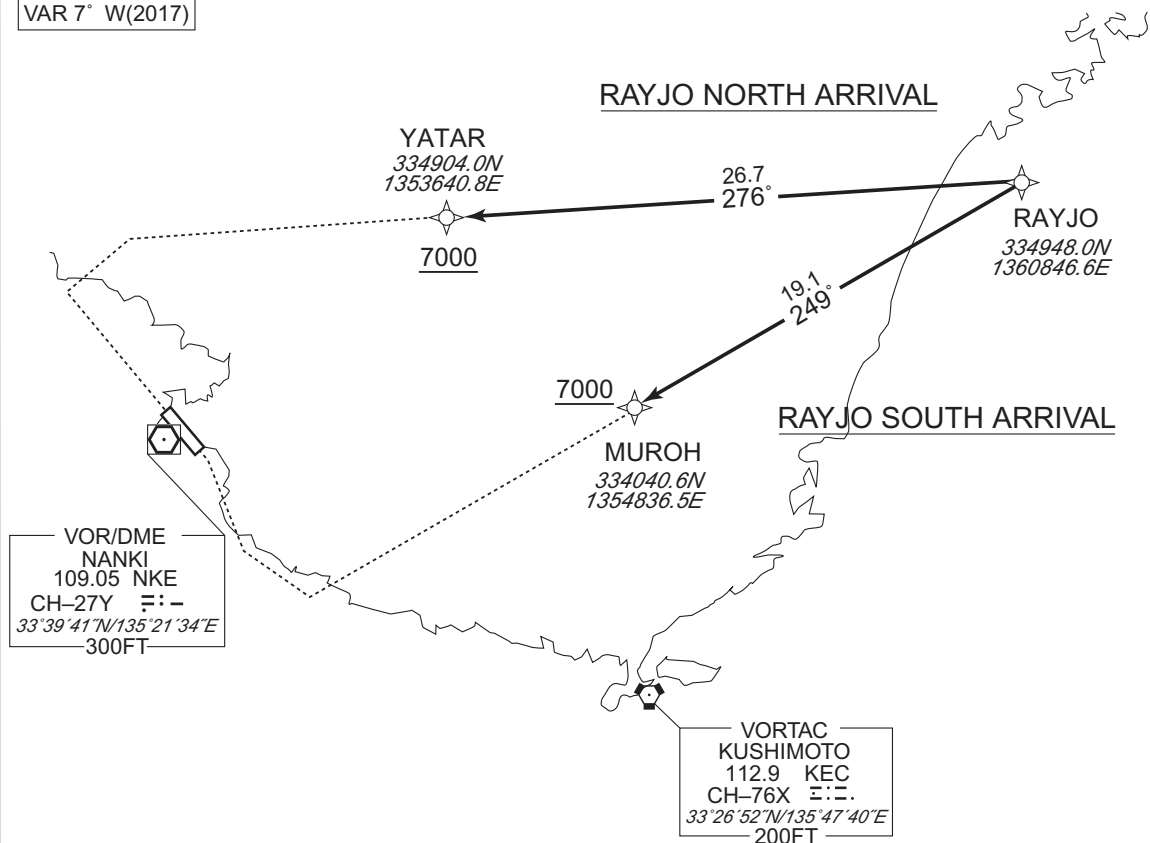 VAR 7° W(2017)
RAYJO NORTH ARRIVAL
YATAR
334904.0N
1353640.8E
7000
26.7
276°
RAYJO
334948.0N
1360846.6E
19.1
249°
7000
RAYJO SOUTH ARRIVAL
MUROH
334040.6N
1354836.5E
VOR/DME
NANKI
109.05 NKE
CH–27Y
33°39´41˝N/135°21´34˝E
300FT
VORTAC
KUSHIMOTO
112.9 KEC
CH–76X
33°26´52˝N/135°47´40˝E
200FT